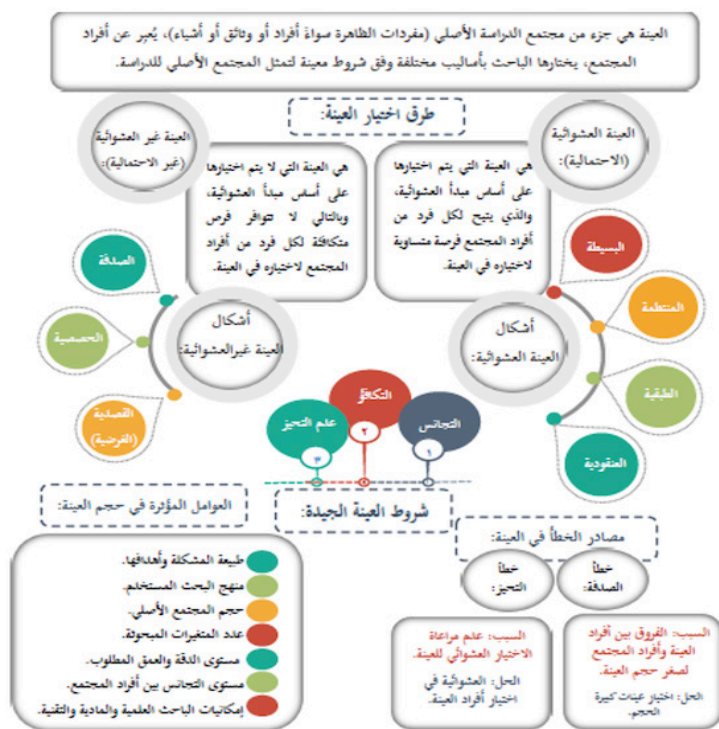 العينة هي جزء من مجتمع الدراسة الأصلي (مفردات الظاهرة سواءً أفراد أو وثائق أو أشياء)، يُعبر عن أفراد
المجتمع، يختارها الباحث بأساليب مختلفة وفق شروط معينة لتمثل المجتمع الأصلي للدراسة.
طرق اختيار العينة:
العينة العشوائية
(الاحتمالية):
هي العينة التي يتم اختيارها
على أساس مبدأ العشوائية،
والذي يتيح لكل فرد من
أفراد المجتمع فرصة متساوية
لاختياره في العينة.
أشكال
العينة العشوائية:
البسيطة
المنتظمة
الطبقية
العنقودية
العينة غير العشوائية
(غير الاحتمالية):
هي العينة التي لا يتم اختيارها
على أساس مبدأ العشوائية،
وبالتالي لا تتوافر فرص
متكافئة لكل فرد من أفراد
المجتمع لاختياره في العينة.
أشكال
العينة غيرالعشوائية:
الصدفة
الحصصية
القصدية
(الغرضية)
التجانس
١
التكافؤ
٢
عدم التحيز
٣
شروط العينة الجيدة:
مصادر الخطأ في العينة:
خطأ
الصدفة:
السبب: الفروق بين أفراد
العينة وأفراد المجتمع
لصغر حجم العينة.
الحل: اختيار عينات كبيرة
الحجم.
خطأ
التحيز:
السبب: علم مراعاة
الاختيار العشوائي للعينة.
الحل: العشوائية في
اختيار أفراد العينة.
العوامل المؤثرة في حجم العينة:
طبيعة المشكلة وأهدافها.
منهج البحث المستخدم.
حجم المجتمع الأصلي.
عدد المتغيرات المبحوثة.
مستوى الدقة والعمق المطلوب.
مستوى التجانس بين أفراد المجتمع.
إمكانيات الباحث العلمية والمادية والتقنية.